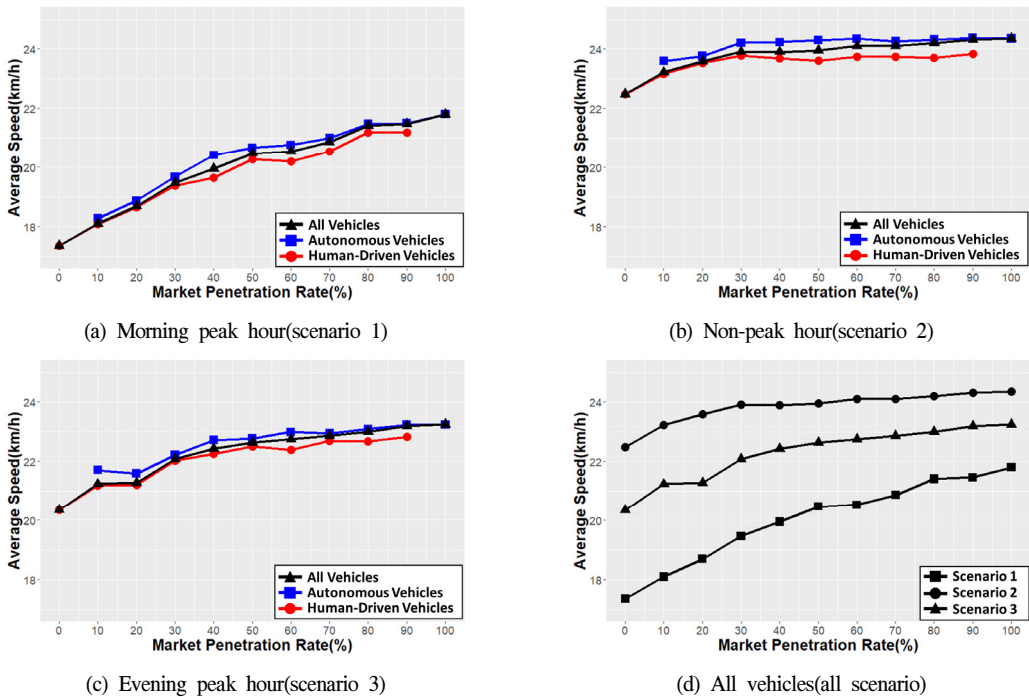 Average Speed(km/h)
24
22
20
18
0 10 20 30 40 50 60 70 80 90 100
Market Penetration Rate(%)
All Vehicles
Autonomous Vehicles
Human-Driven Vehicles
(a) Morning peak hour(scenario 1)
Average Speed(km/h)
24
22
20
18
0 10 20 30 40 50 60 70 80 90 100
Market Penetration Rate(%)
All Vehicles
Autonomous Vehicles
Human-Driven Vehicles
(b) Non-peak hour(scenario 2)
Average Speed(km/h)
24
22
20
18
0 10 20 30 40 50 60 70 80 90 100
Market Penetration Rate(%)
All Vehicles
Autonomous Vehicles
Human-Driven Vehicles
(c) Evening peak hour(scenario 3)
Average Speed(km/h)
24
22
20
18
0 10 20 30 40 50 60 70 80 90 100
Market Penetration Rate(%)
Scenario 1
Scenario 2
Scenario 3
(d) All vehicles(all scenario)